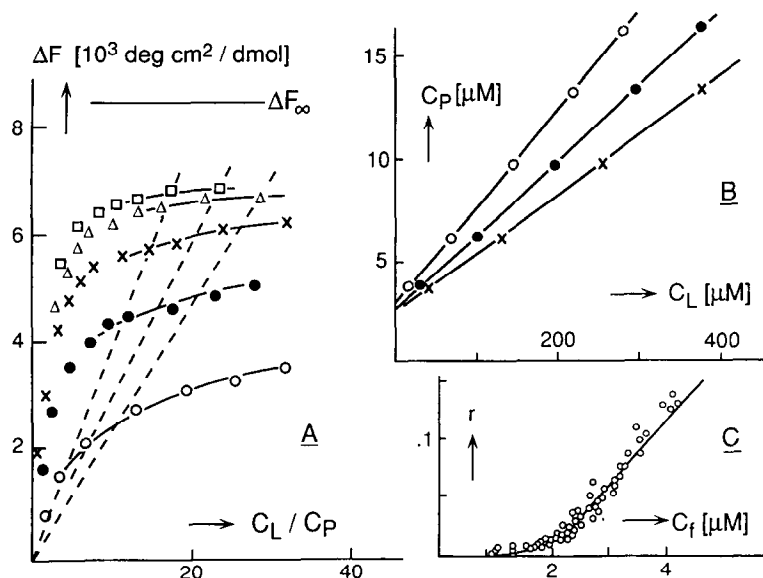 ΔF [10³ deg cm² / dmol]
ΔF∞
8
6
4
2
0
20
40
A
C_L / C_P
15
10
5
C_P [μM]
B
C_L [μM]
200
400
r
.1
C
C_f [μM]
2
4